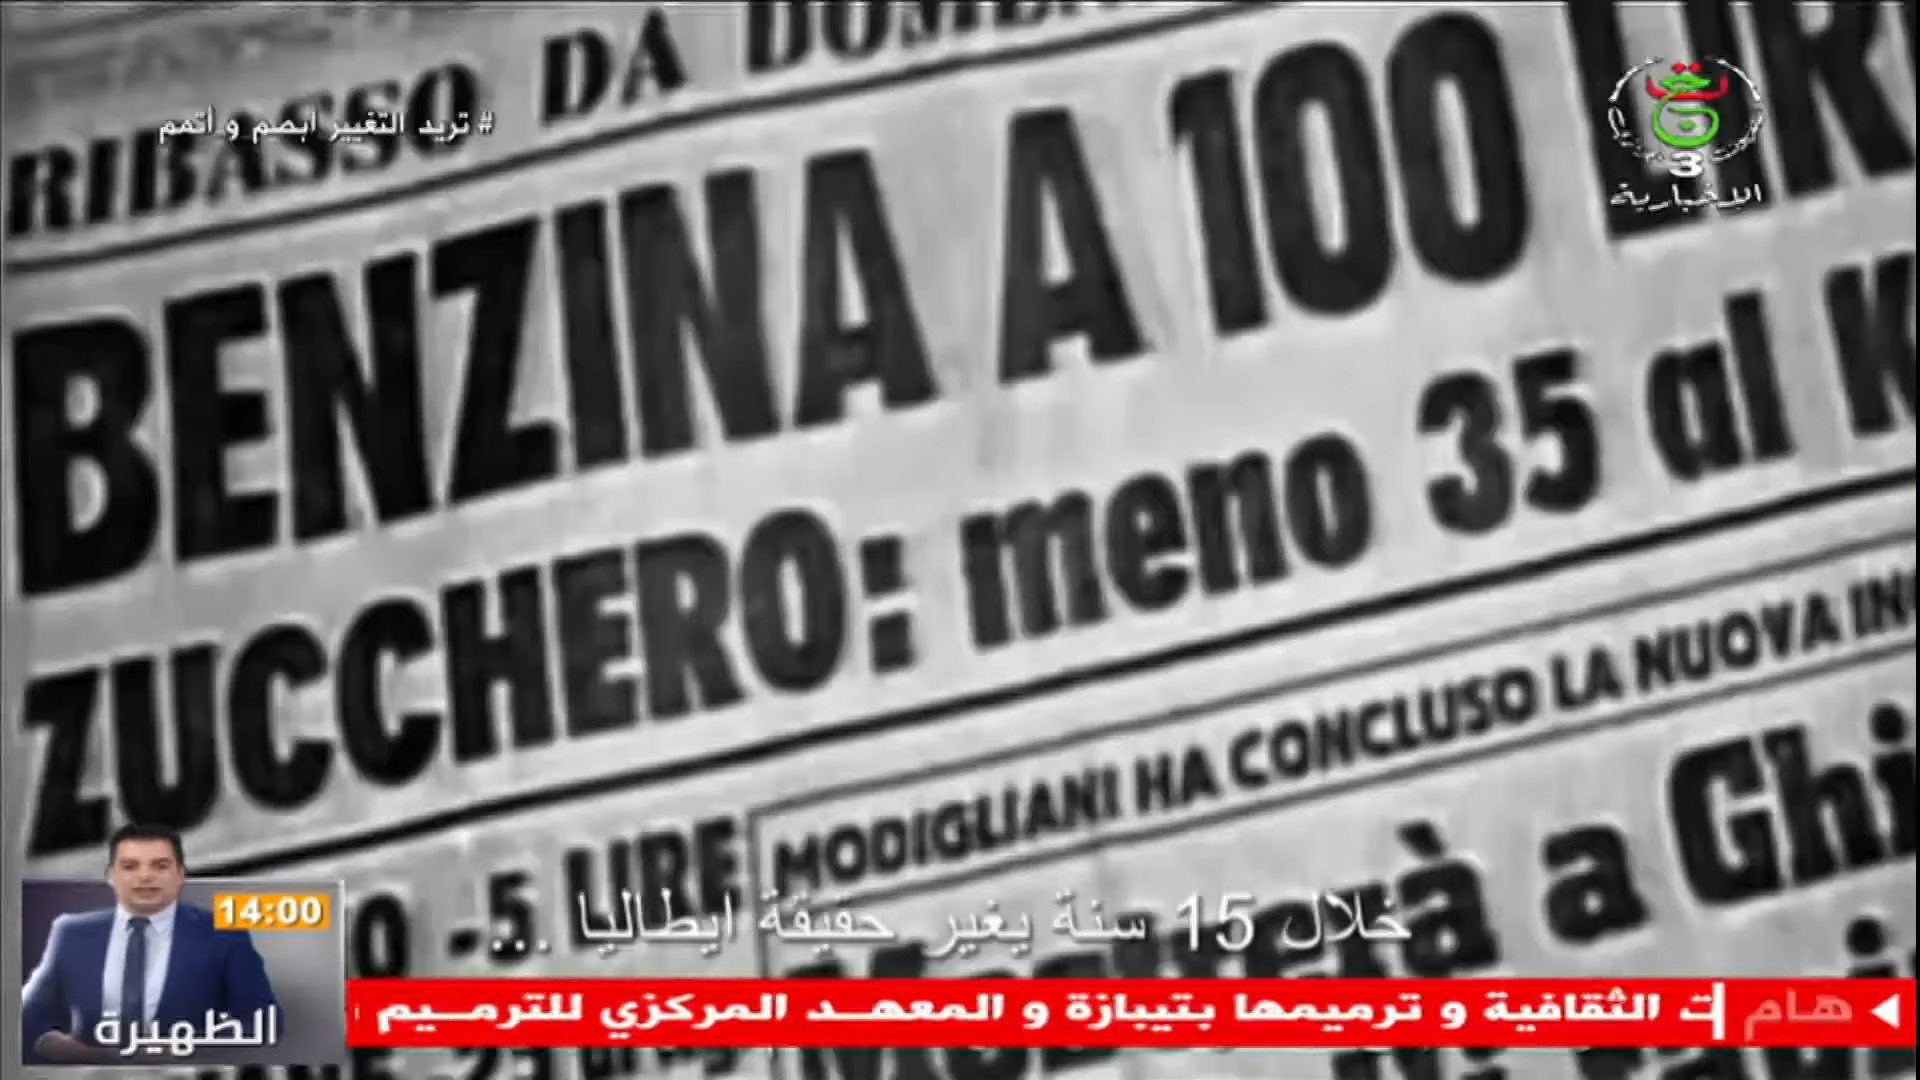 RIBASSO DA
BENZINA A 100 LIR
ZUCCHERO: meno 35 al K
MODIGLIANI HA CONCLUSO LA NUOVA IN
-5 LIRE
a Ghi
# تريد التغيير ابصم و اتمم
3
الإخبارية
خلال 15 سنة يغير حقيقة ايطاليا ...
14:00
الظهيرة
هام
ت الثقافية و ترميمها بتيبازة و المعهد المركزي للترميم